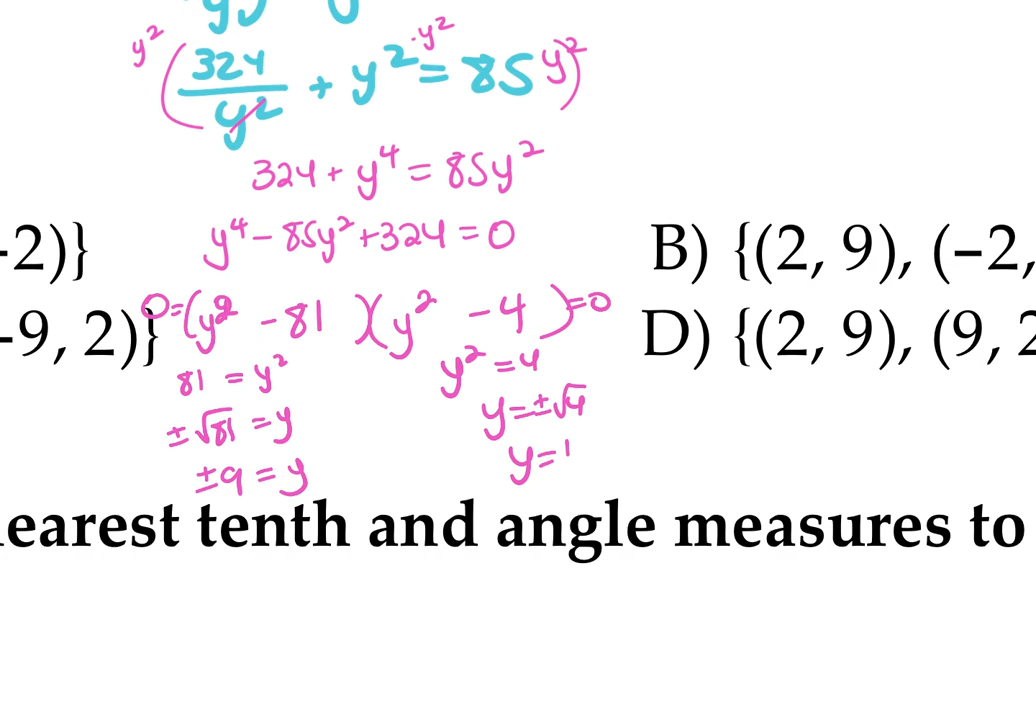 y² ( 324/y² + y² ·y² = 85 y² )
324 + y⁴ = 85y²
y⁴ – 85y² + 324 = 0
-2)}
B) {(2, 9), (–2,
0 = (y² – 81 )(y² – 4 ) = 0
-9, 2)}
D) {(2, 9), (9, 2
81 = y²
y² = 4
± √81 = y
y = ± √4
± 9 = y
y = 1
earest tenth and angle measures to